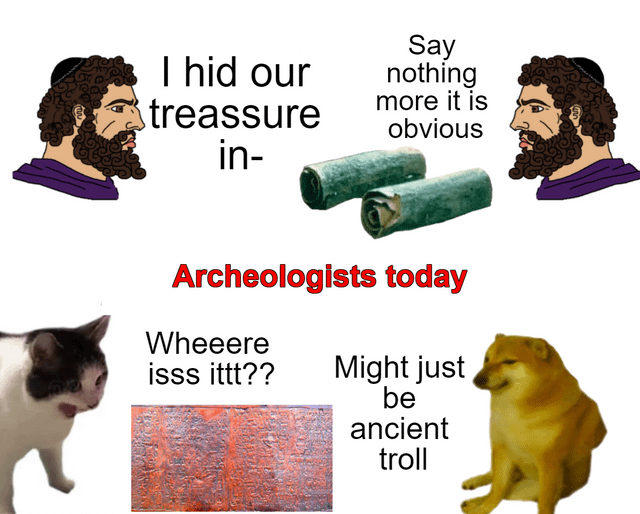 I hid our
treassure
in-
Say
nothing
more it is
obvious
Archeologists today
Wheeere
isss ittt??
Might just
be
ancient
troll